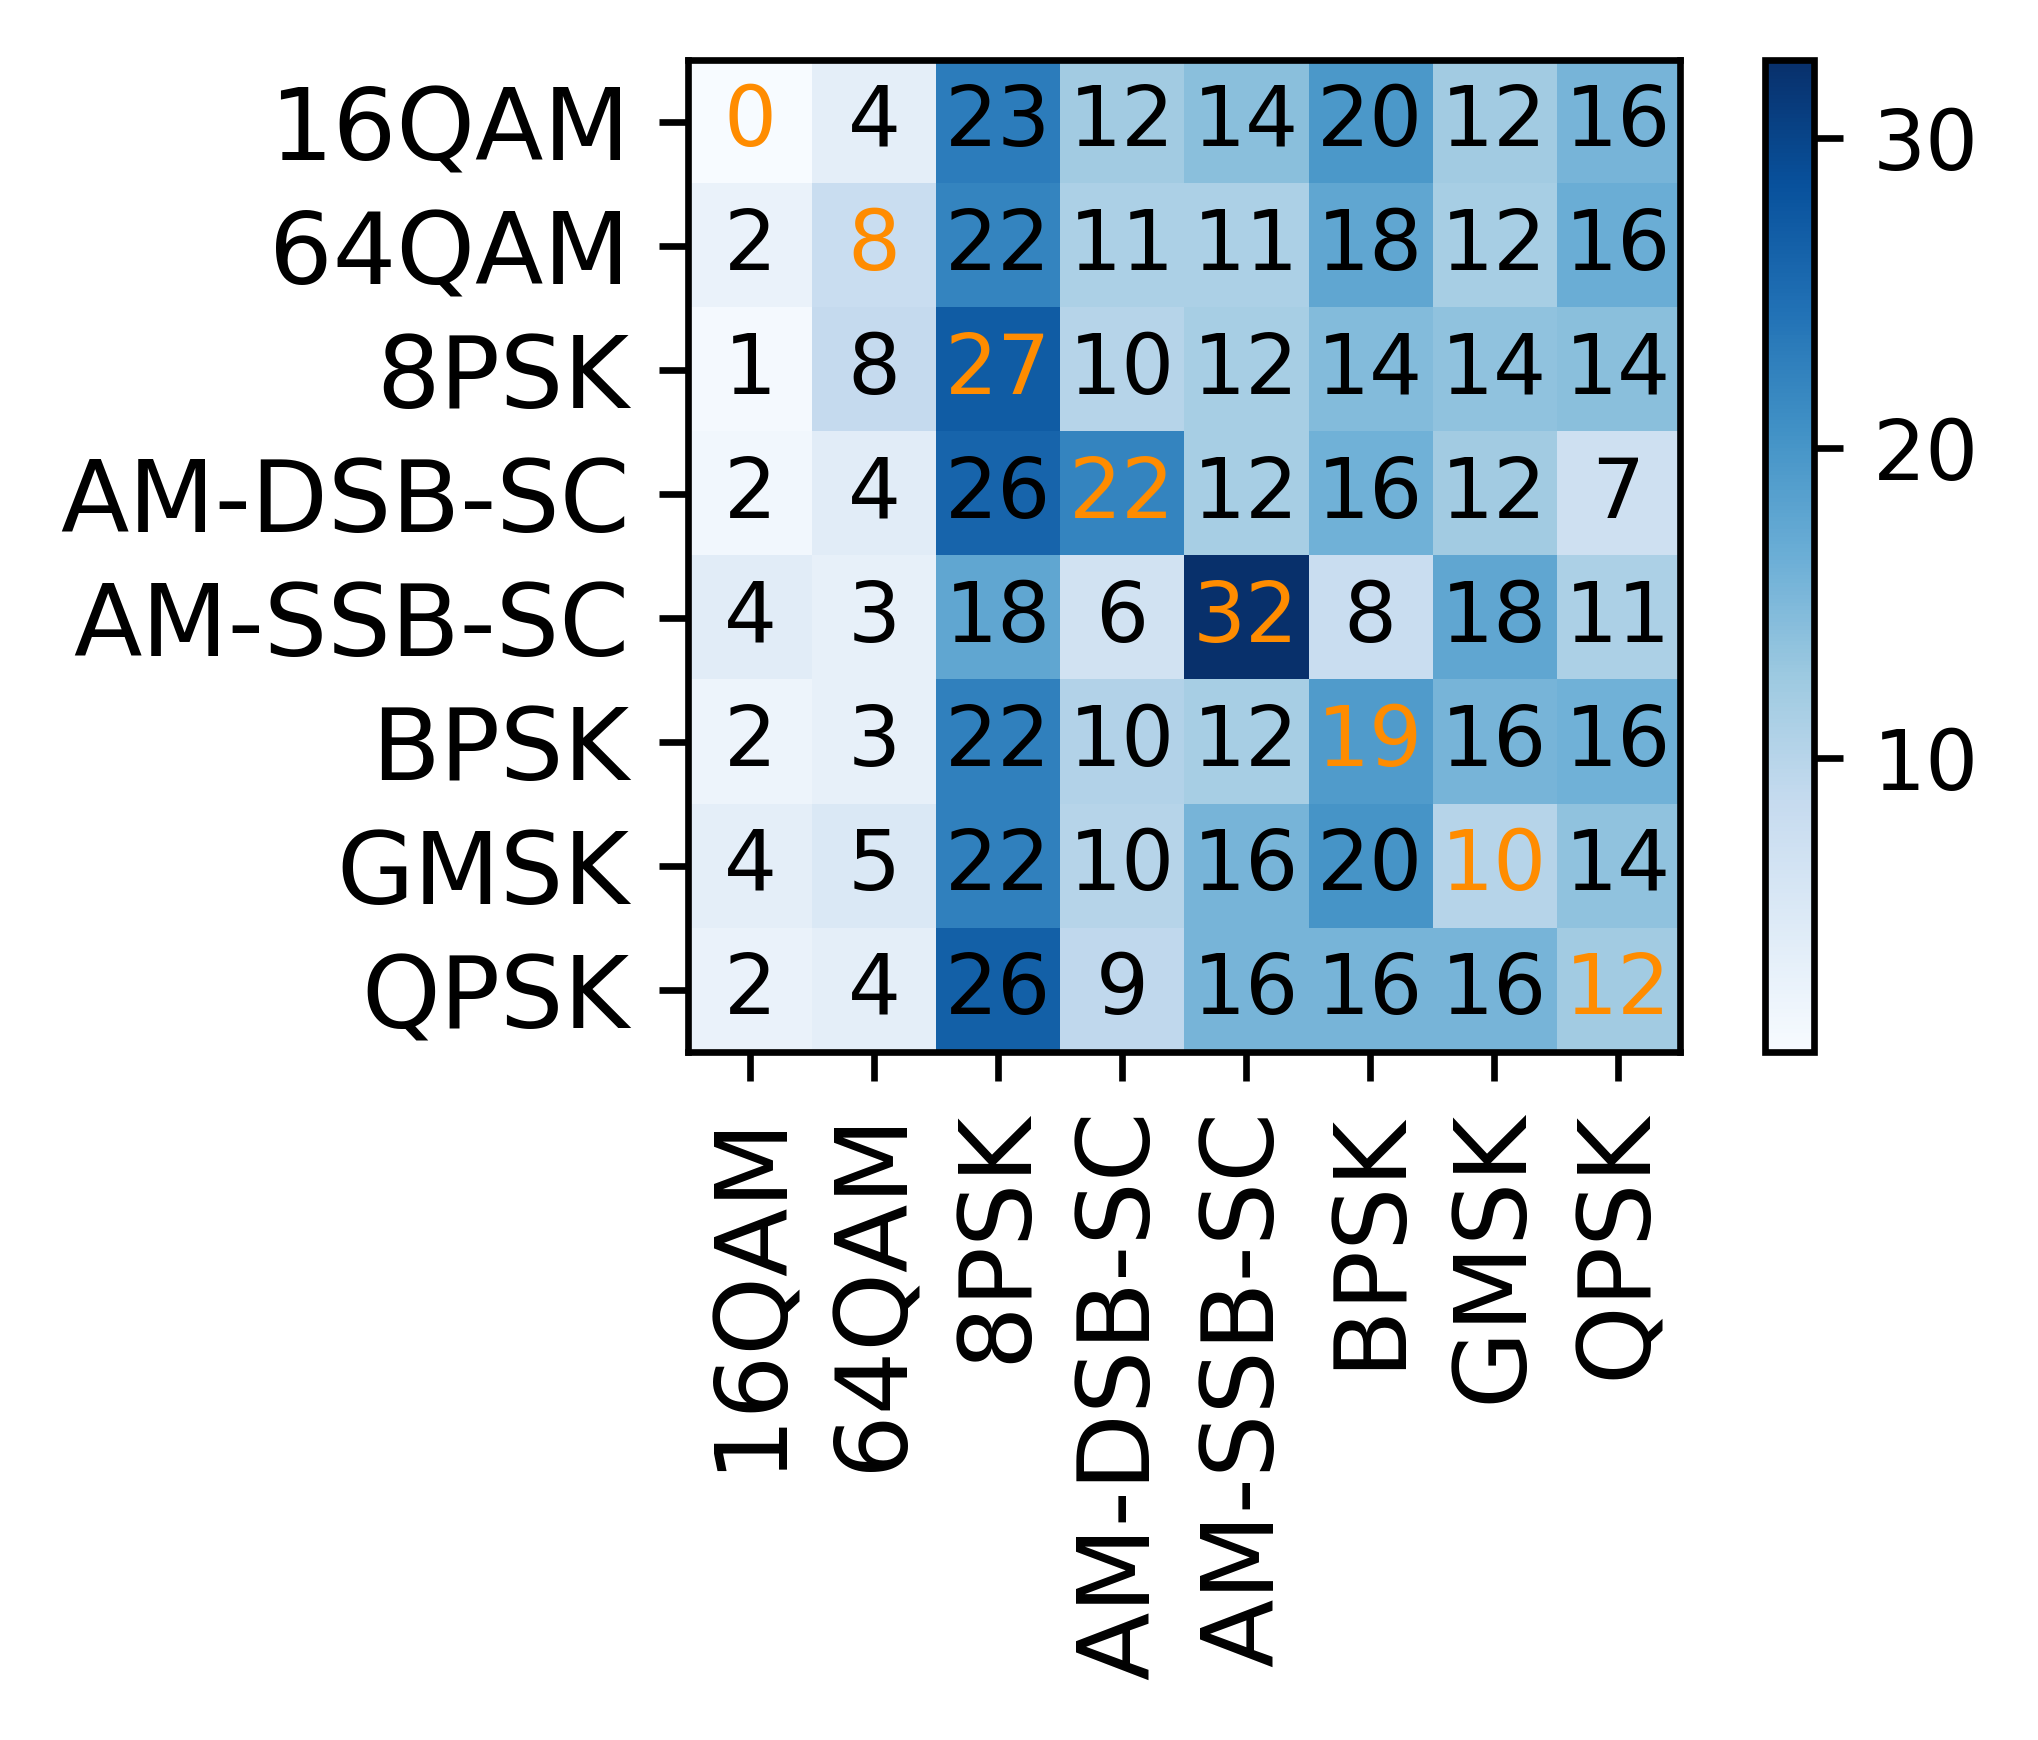 16QAM 0 4 23 12 14 20 12 16
64QAM 2 8 22 11 11 18 12 16
8PSK 1 8 27 10 12 14 14 14
AM-DSB-SC 2 4 26 22 12 16 12 7
AM-SSB-SC 4 3 18 6 32 8 18 11
BPSK 2 3 22 10 12 19 16 16
GMSK 4 5 22 10 16 20 10 14
QPSK 2 4 26 9 16 16 16 12
16QAM
64QAM
8PSK
AM-DSB-SC
AM-SSB-SC
BPSK
GMSK
QPSK
30
20
10